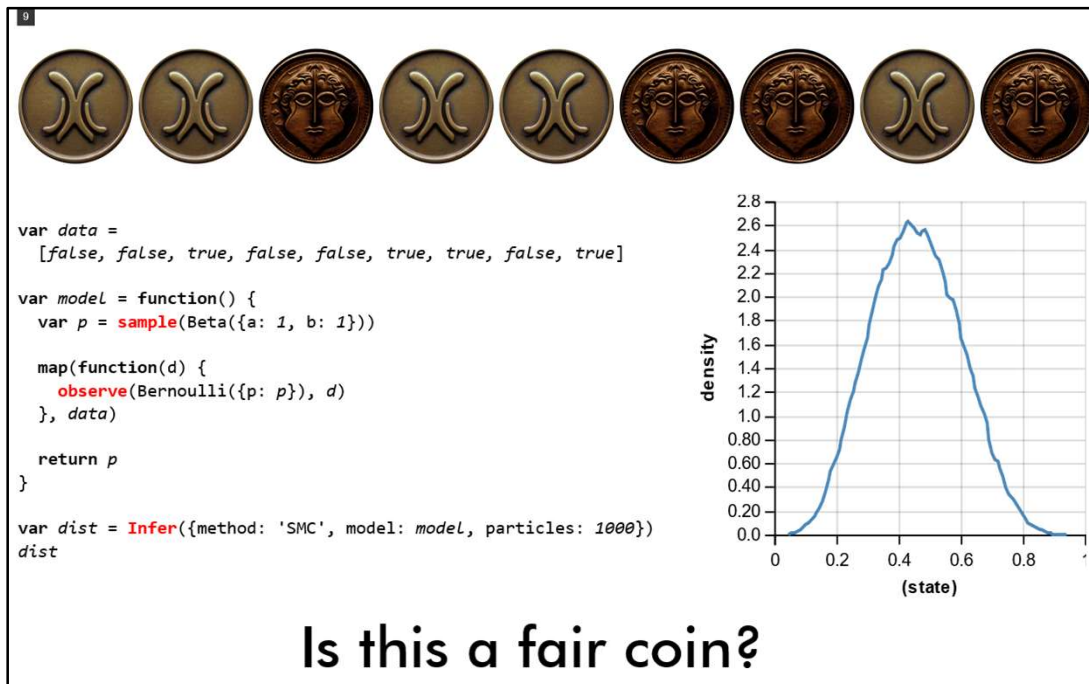 9
var data =
[false, false, true, false, false, true, true, false, true]
var model = function() {
var p = sample(Beta({a: 1, b: 1}))
map(function(d) {
observe(Bernoulli({p: p}), d)
}, data)
return p
}
var dist = Infer({method: 'SMC', model: model, particles: 1000})
dist
2.8
2.6
2.4
2.2
2.0
1.8
1.6
1.4
1.2
1.0
0.80
0.60
0.40
0.20
0.0
density
0 0.2 0.4 0.6 0.8 1
(state)
Is this a fair coin?